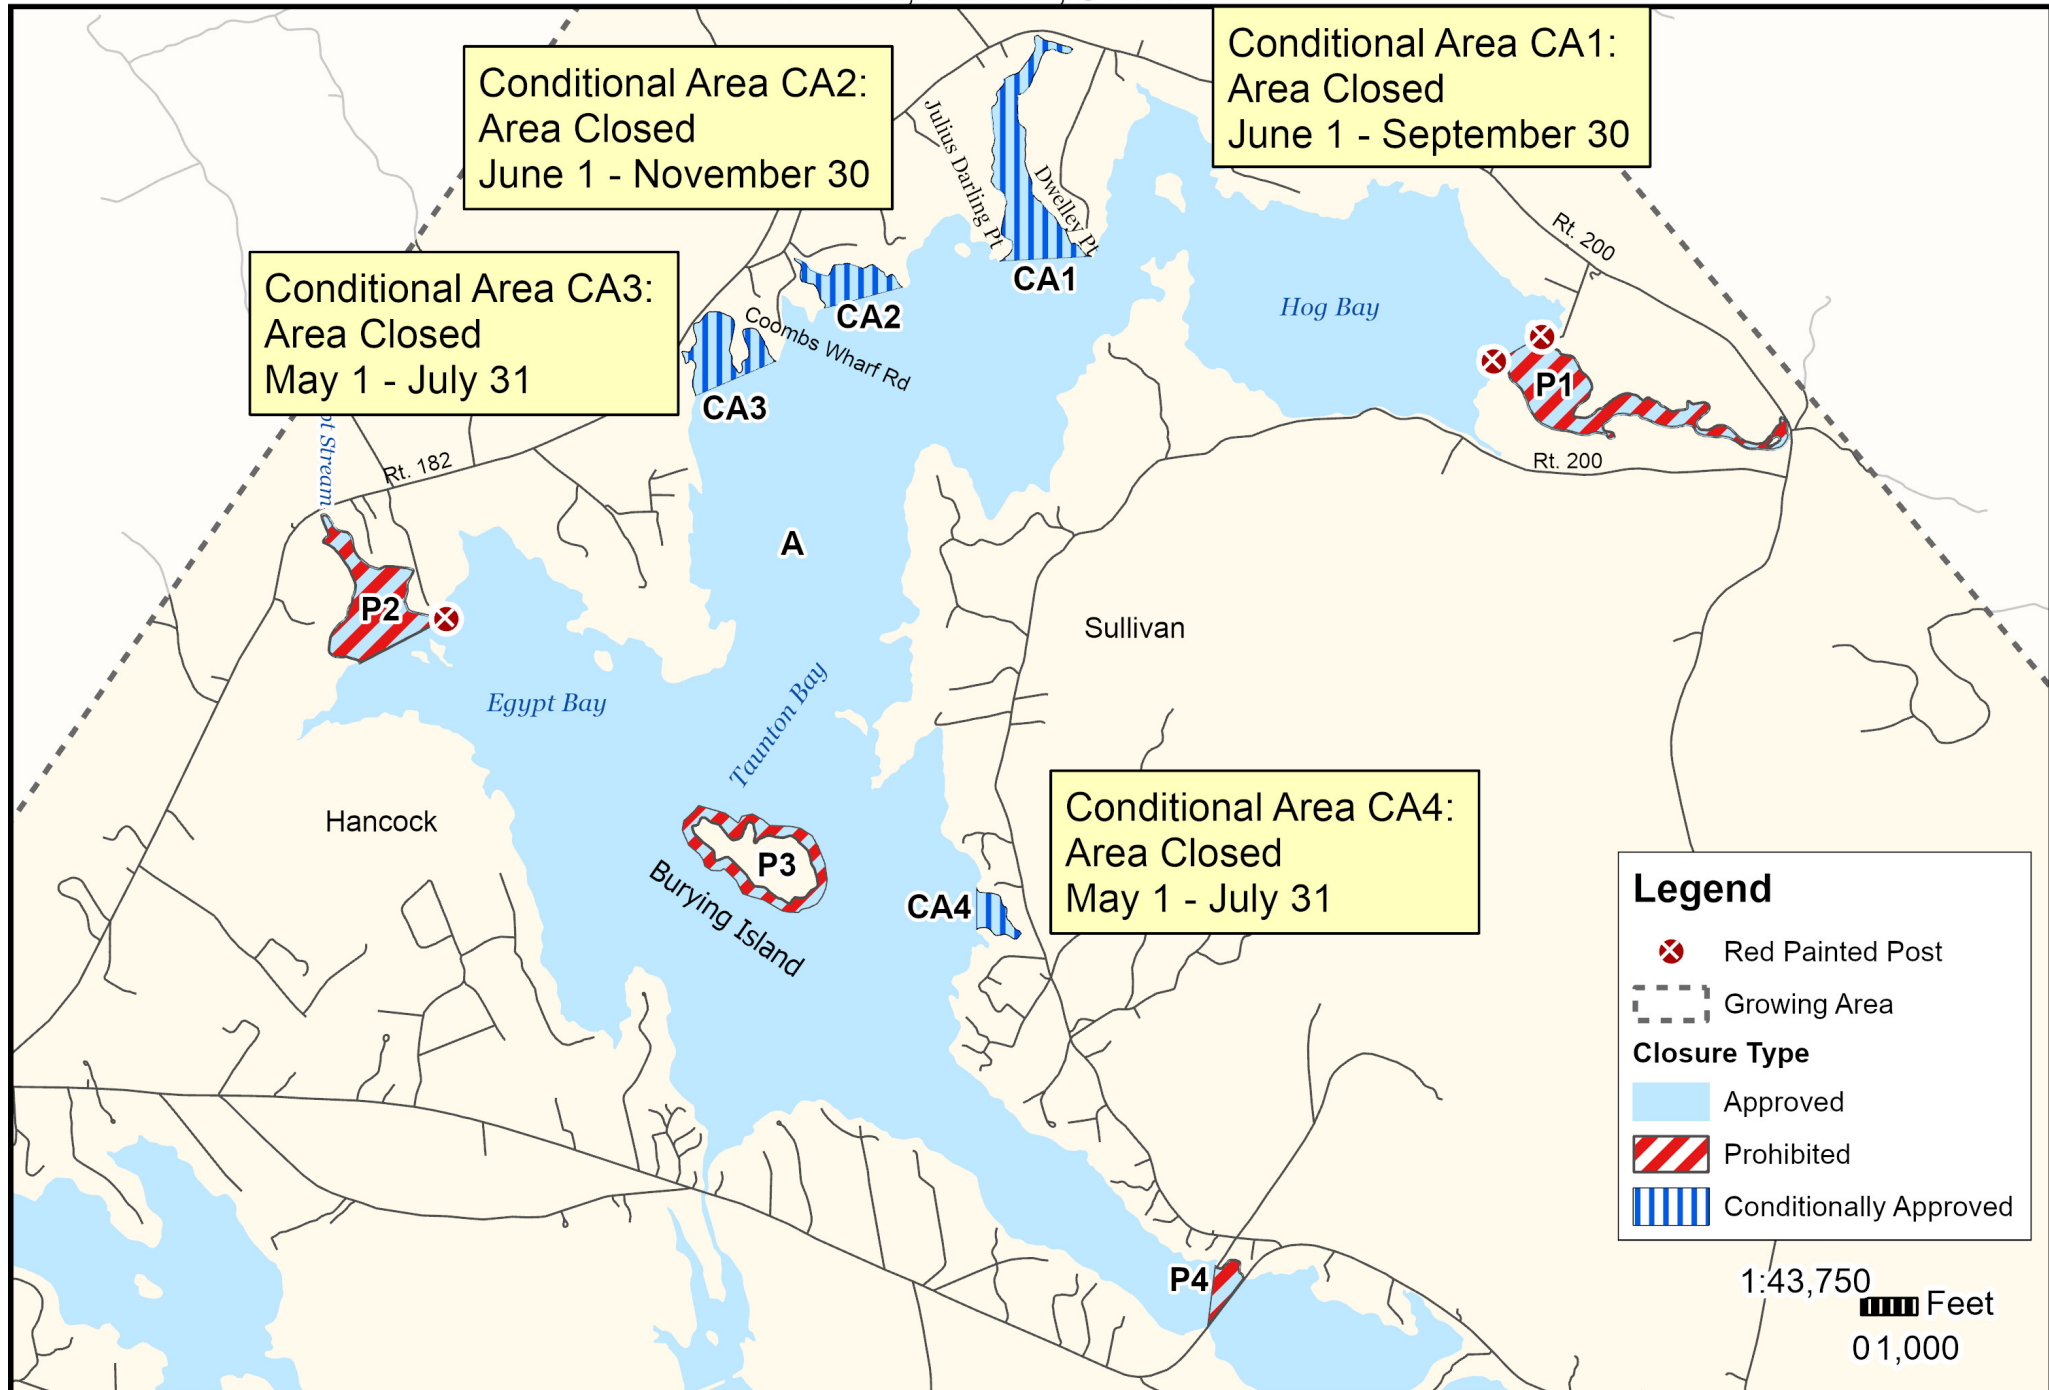 Conditional Area CA1:
Area Closed
June 1 - September 30
Conditional Area CA2:
Area Closed
June 1 - November 30
Julius Darling Pt
Dwelley Pt
Rt. 200
Conditional Area CA3:
Area Closed
May 1 - July 31
CA1
CA2
Hog Bay
Coombs Wharf Rd
CA3
P1
Rt. 200
Stream
Rt. 182
A
P2
Sullivan
Egypt Bay
Taunton Bay
Hancock
P3
Burying Island
CA4
Conditional Area CA4:
Area Closed
May 1 - July 31
Legend
Red Painted Post
Growing Area
Closure Type
Approved
Prohibited
Conditionally Approved
P4
1:43,750
Feet
0 1,000